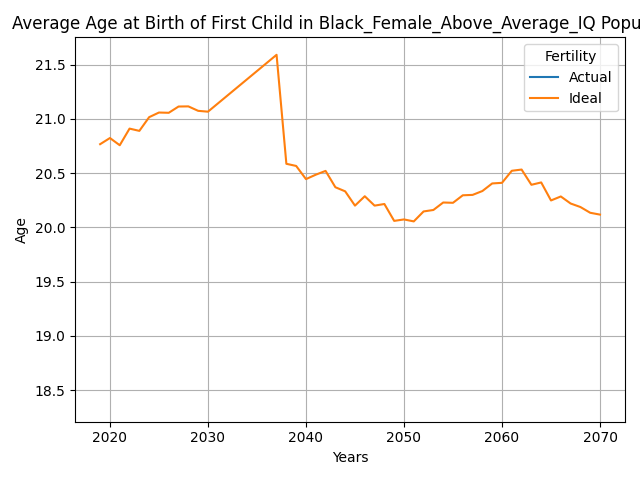 Average Age at Birth of First Child in Black_Female_Above_Average_IQ Popu
Fertility
Actual
Ideal
21.5
21.0
20.5
20.0
19.5
19.0
18.5
Age
2020 2030 2040 2050 2060 2070
Years